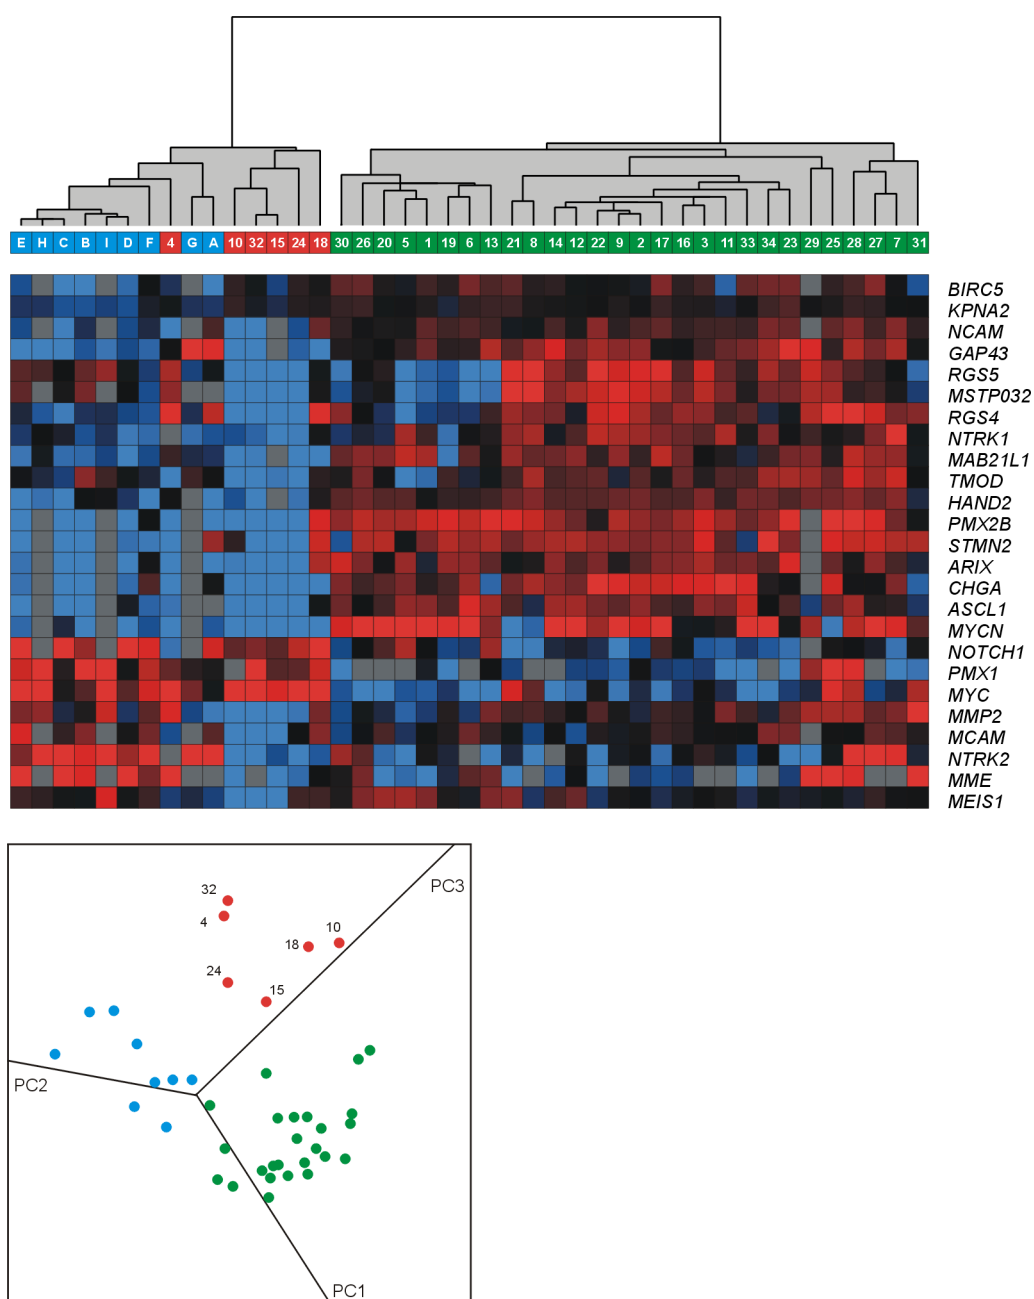 E H C B I D F 4 G A 10 32 15 24 18 30 26 20 5 1 19 6 13 21 8 14 12 22 9 2 17 16 3 11 33 34 23 29 25 28 27 7 31
BIRC5
KPNA2
NCAM
GAP43
RGS5
MSTP032
RGS4
NTRK1
MAB21L1
TMOD
HAND2
PMX2B
STMN2
ARIX
CHGA
ASCL1
MYCN
NOTCH1
PMX1
MYC
MMP2
MCAM
NTRK2
MME
MEIS1
PC3
32
4
10
18
24
15
PC2
PC1